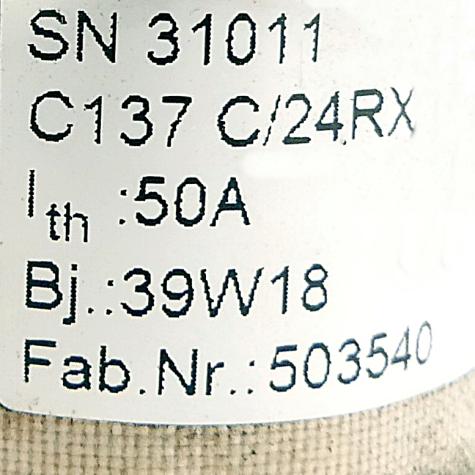 SN 31011
C137 C/24RX
Ith :50A
Bj.:39W18
Fab.Nr.:503540